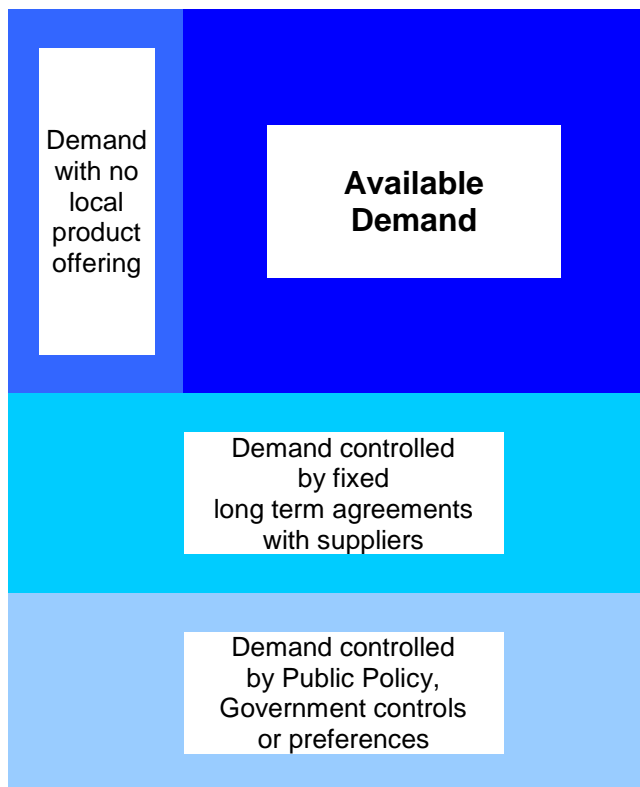 Demand
with no
local
product
offering
Available
Demand
Demand controlled
by fixed
long term agreements
with suppliers
Demand controlled
by Public Policy,
Government controls
or preferences